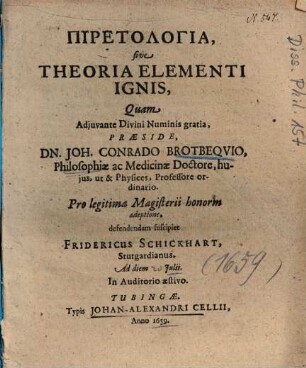 N. 547.
Diss. Phil. 157
ΠΙΡΕΤΟΛΟΓΙΑ,
sive
THEORIA ELEMENTI
IGNIS,
Quam
Adjuvante Divini Numinis gratia,
PRÆSIDE,
DN. JOH. CONRADO BROTBEQVIO,
Philosophiæ ac Medicinæ Doctore, hu-
jus, ut & Physices, Professore or-
dinario.
Pro legitima Magisterii honorum
adeptione,
defendendam suscipiet
FRIDERICUS SCHICKHART,
Stutgardianus.
Ad diem Julii.
In Auditorio æstivo.
(1659)
TUBINGÆ.
Typis JOHAN-ALEXANDRI CELLII,
Anno 1659.